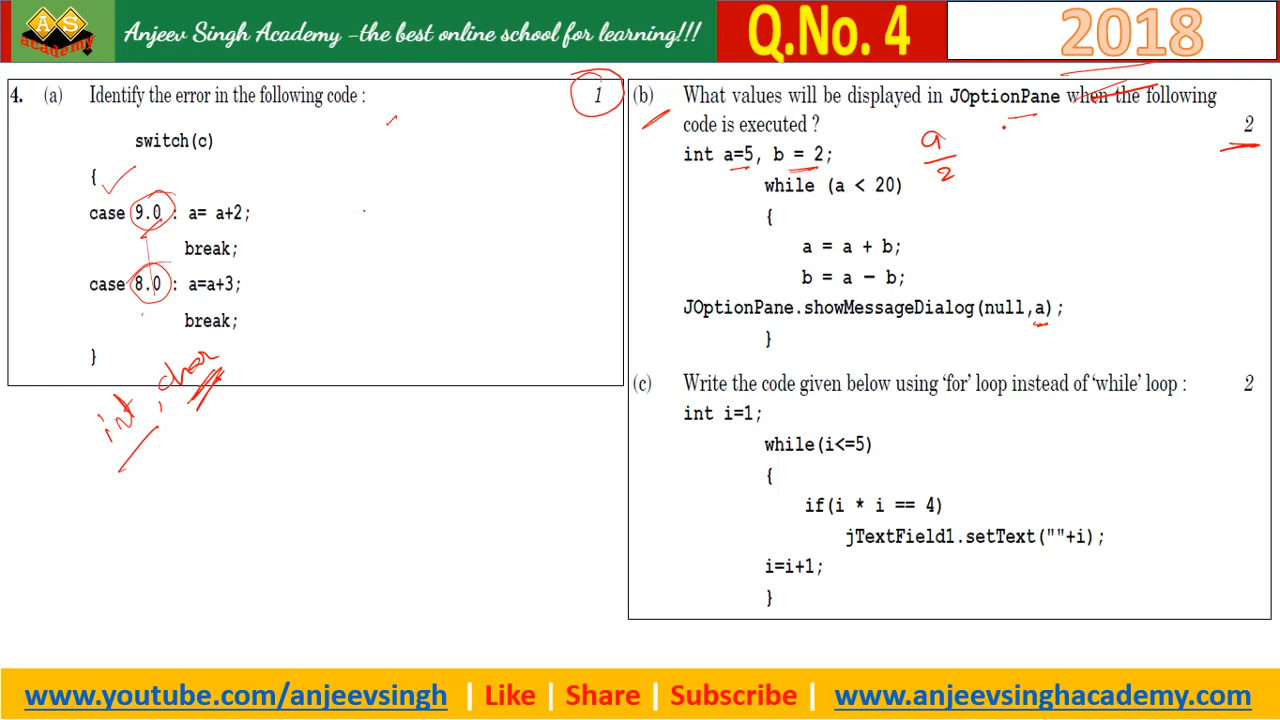 AS
academy
Anjeev Singh Academy -the best online school for learning!!!
Q.No. 4
2018
4. (a) Identify the error in the following code : 1
switch(c)
{
case 9.0 : a= a+2;
break;
case 8.0 : a=a+3;
break;
}
int, char
(b) What values will be displayed in JOptionPane when the following
code is executed ? 2
int a=5, b = 2;
a
2
while (a < 20)
{
a = a + b;
b = a – b;
JOptionPane.showMessageDialog(null,a);
}
(c) Write the code given below using 'for' loop instead of 'while' loop : 2
int i=1;
while(i<=5)
{
if(i * i == 4)
jTextField1.setText(""+i);
i=i+1;
}
www.youtube.com/anjeevsingh | Like | Share | Subscribe | www.anjeevsinghacademy.com